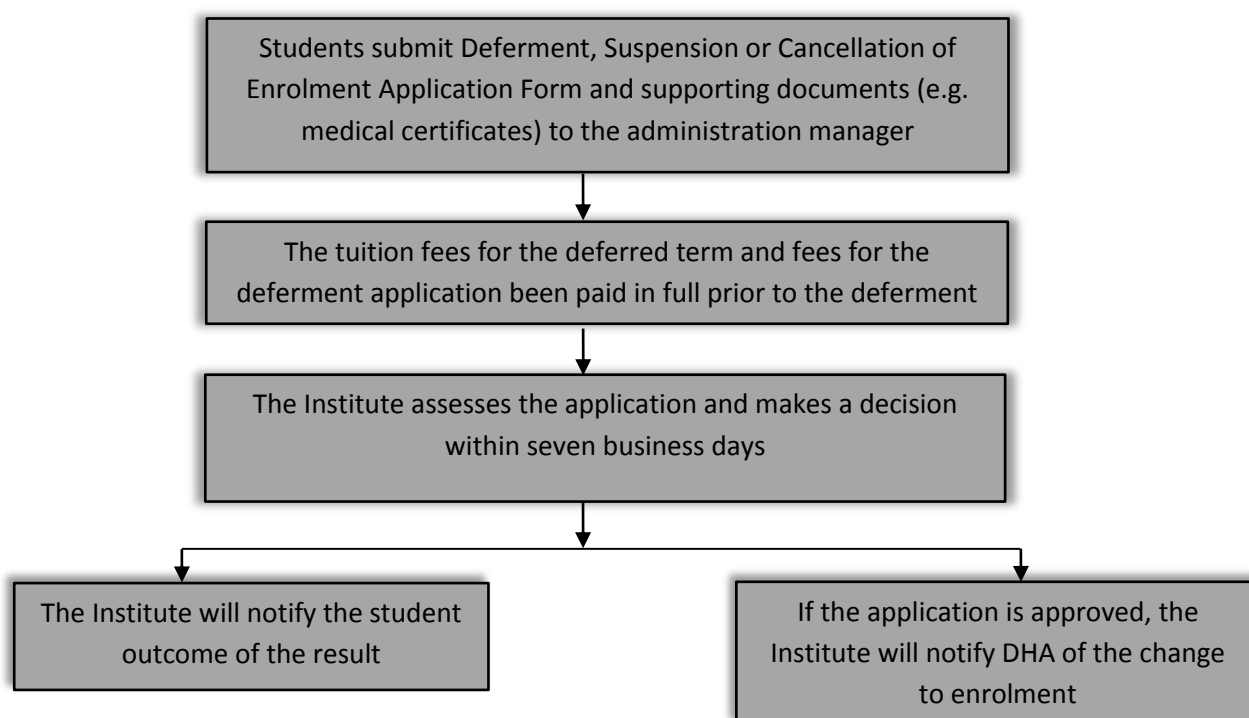 Students submit Deferment, Suspension or Cancellation of
Enrolment Application Form and supporting documents (e.g.
medical certificates) to the administration manager
The tuition fees for the deferred term and fees for the
deferment application been paid in full prior to the deferment
The Institute assesses the application and makes a decision
within seven business days
The Institute will notify the student
outcome of the result
If the application is approved, the
Institute will notify DHA of the change
to enrolment